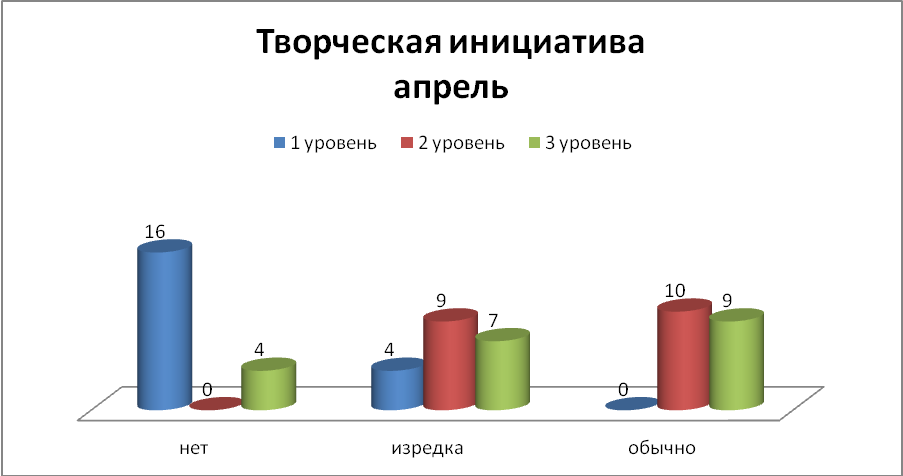 Творческая инициатива
апрель
1 уровень 2 уровень 3 уровень
16 0 4
4 9 7
0 10 9
нет изредка обычно